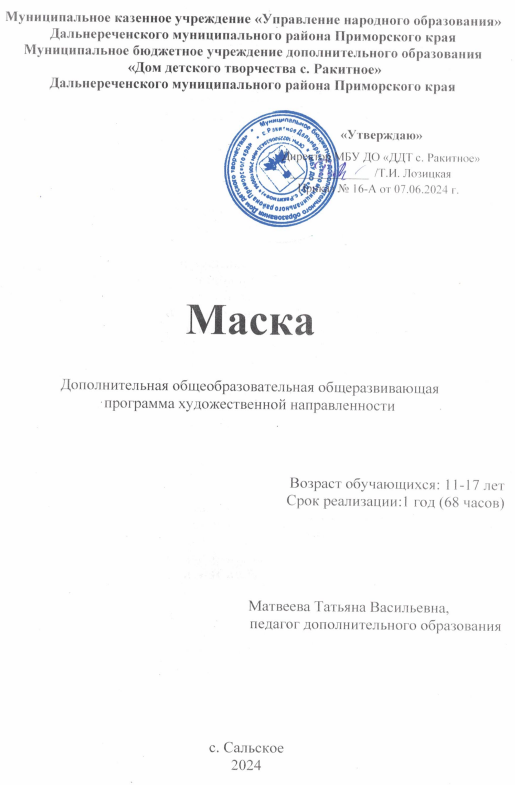 Муниципальное казенное учреждение «Управление народного образования»
Дальнереченского муниципального района Приморского края
Муниципальное бюджетное учреждение дополнительного образования
«Дом детского творчества с. Ракитное»
Дальнереченского муниципального района Приморского края
«Утверждаю»
Директор МБУ ДО «ДДТ с. Ракитное»
/Т.И. Лозицкая
Приказ № 16-А от 07.06.2024 г.
Маска
Дополнительная общеобразовательная общеразвивающая
программа художественной направленности
Возраст обучающихся: 11-17 лет
Срок реализации:1 год (68 часов)
Матвеева Татьяна Васильевна,
педагог дополнительного образования
с. Сальское
2024